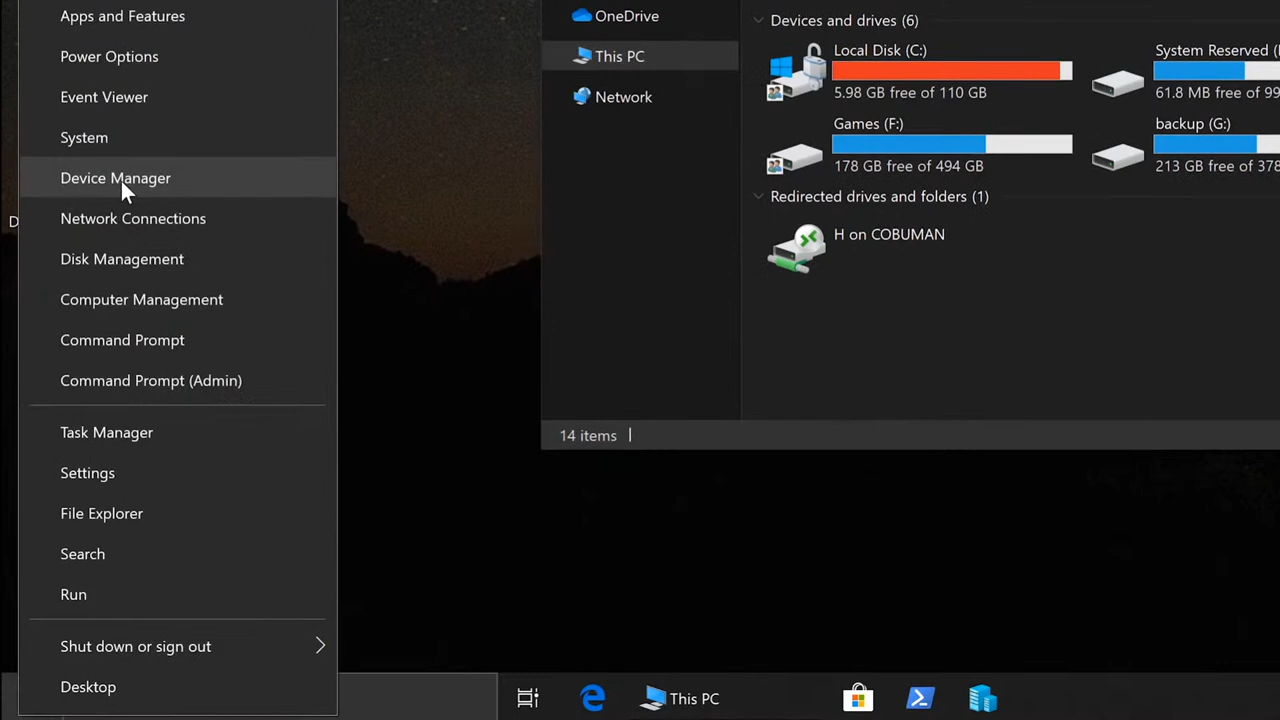 Apps and Features
Power Options
Event Viewer
System
Device Manager
Network Connections
Disk Management
Computer Management
Command Prompt
Command Prompt (Admin)
Task Manager
Settings
File Explorer
Search
Run
Shut down or sign out
Desktop
D
OneDrive
This PC
Network
Devices and drives (6)
Local Disk (C:)
5.98 GB free of 110 GB
System Reserved (
61.8 MB free of 99
Games (F:)
178 GB free of 494 GB
backup (G:)
213 GB free of 378
Redirected drives and folders (1)
H on COBUMAN
14 items
This PC